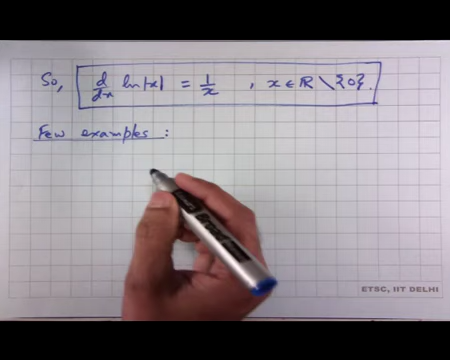 So, d/dx ln|x| = 1/x , x ∈ ℝ \ {0}.
Few examples :
ETSC, IIT DELHI